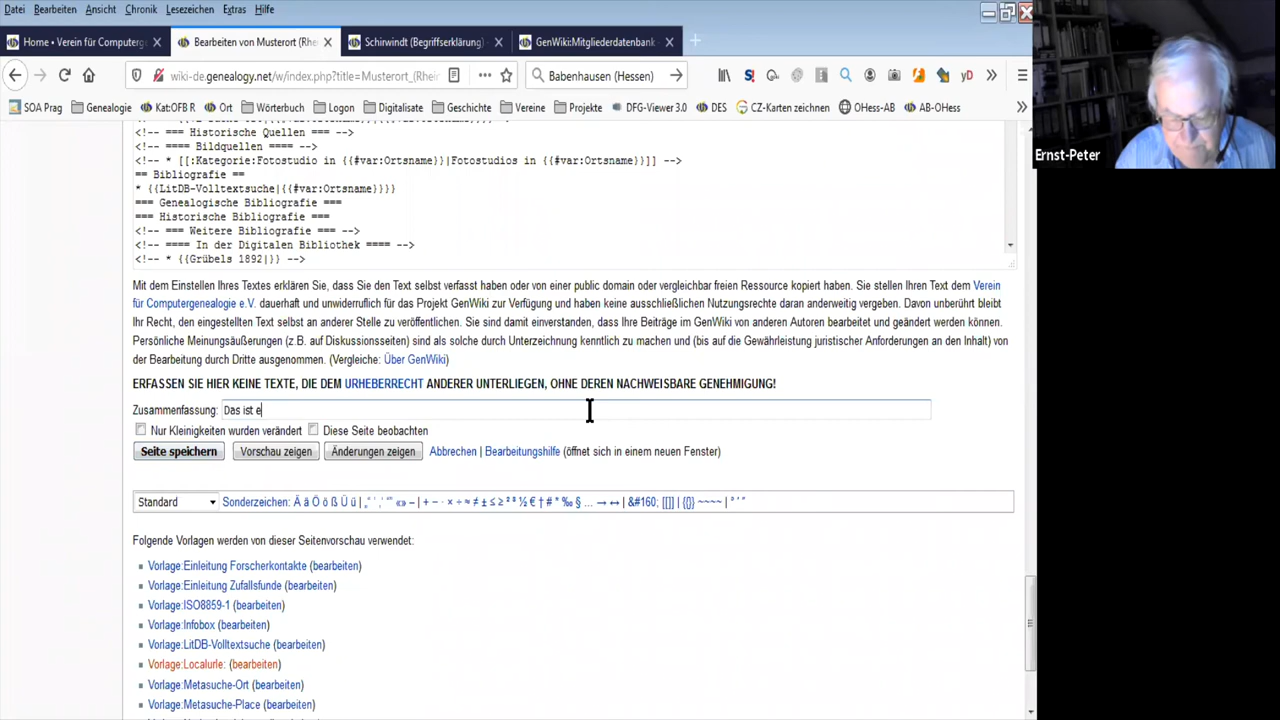 Datei Bearbeiten Ansicht Chronik Lesezeichen Extras Hilfe
Home • Verein für Computerge
Bearbeiten von Musterort (Rhei
Schirwindt (Begriffserklärung)
GenWiki:Mitgliederdatenbank
wiki-de.genealogy.net/w/index.php?title=Musterort_(Rhein
Babenhausen (Hessen)
SOA Prag Genealogie Kat:OFB R Ort Wörterbuch Logon Digitalisate Geschichte Vereine Projekte DFG-Viewer 3.0 DES CZ-Karten zeichnen OHess-AB AB-OHess
<!-- === Historische Quellen === -->
<!-- ==== Bildquellen ==== -->
<!-- * [[:Kategorie:Fotostudio in {{#var:Ortsname}}|Fotostudios in {{#var:Ortsname}}]] -->
== Bibliografie ==
* {{LitDB-Volltextsuche|{{#var:Ortsname}}}}
=== Genealogische Bibliografie ===
=== Historische Bibliografie ===
<!-- === Weitere Bibliografie === -->
<!-- ==== In der Digitalen Bibliothek ==== -->
<!-- * {{Grübels 1892|}} -->
Ernst-Peter
Mit dem Einstellen Ihres Textes erklären Sie, dass Sie den Text selbst verfasst haben oder von einer public domain oder vergleichbar freien Ressource kopiert haben. Sie stellen Ihren Text dem Verein
für Computergenealogie e.V. dauerhaft und unwiderruflich für das Projekt GenWiki zur Verfügung und haben keine ausschließlichen Nutzungsrechte daran anderweitig vergeben. Davon unberührt bleibt
Ihr Recht, den eingestellten Text selbst an anderer Stelle zu veröffentlichen. Sie sind damit einverstanden, dass Ihre Beiträge im GenWiki von anderen Autoren bearbeitet und geändert werden können.
Persönliche Meinungsäußerungen (z.B. auf Diskussionsseiten) sind als solche durch Unterzeichnung kenntlich zu machen und (bis auf die Gewährleistung juristischer Anforderungen an den Inhalt) von
der Bearbeitung durch Dritte ausgenommen. (Vergleiche: Über GenWiki)
ERFASSEN SIE HIER KEINE TEXTE, DIE DEM URHEBERRECHT ANDERER UNTERLIEGEN, OHNE DEREN NACHWEISBARE GENEHMIGUNG!
Zusammenfassung: Das ist e
Nur Kleinigkeiten wurden verändert Diese Seite beobachten
Seite speichern Vorschau zeigen Änderungen zeigen Abbrechen | Bearbeitungshilfe (öffnet sich in einem neuen Fenster)
Standard Sonderzeichen: Ä ä Ö ö ß Ü ü
Folgende Vorlagen werden von dieser Seitenvorschau verwendet:
Vorlage:Einleitung Forscherkontakte (bearbeiten)
Vorlage:Einleitung Zufallsfunde (bearbeiten)
Vorlage:ISO8859-1 (bearbeiten)
Vorlage:Infobox (bearbeiten)
Vorlage:LitDB-Volltextsuche (bearbeiten)
Vorlage:Localurle: (bearbeiten)
Vorlage:Metasuche-Ort (bearbeiten)
Vorlage:Metasuche-Place (bearbeiten)